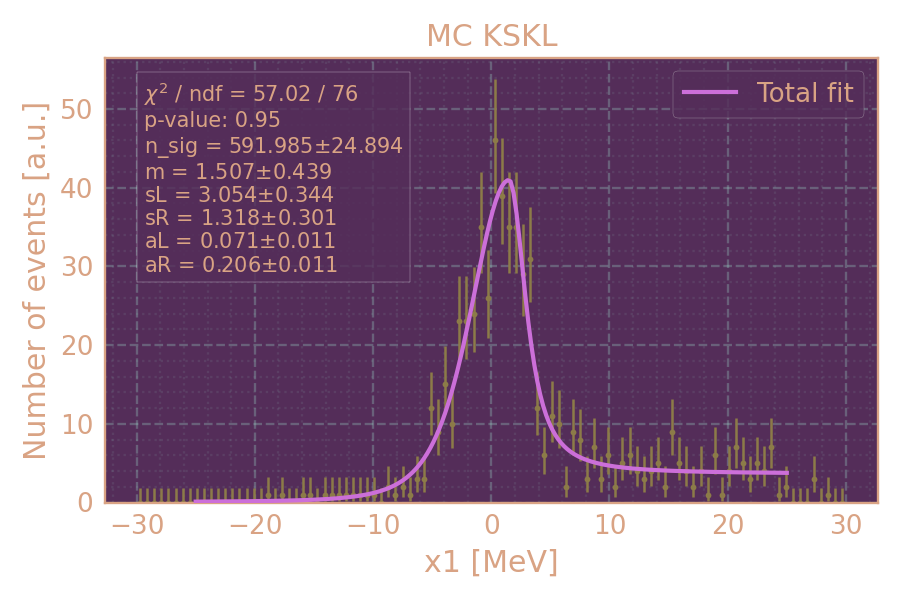 MC KSKL
χ² / ndf = 57.02 / 76
p-value: 0.95
n_sig = 591.985±24.894
m = 1.507±0.439
sL = 3.054±0.344
sR = 1.318±0.301
aL = 0.071±0.011
aR = 0.206±0.011
Total fit
Number of events [a.u.]
50
40
30
20
10
0
−30 −20 −10 0 10 20 30
x1 [MeV]